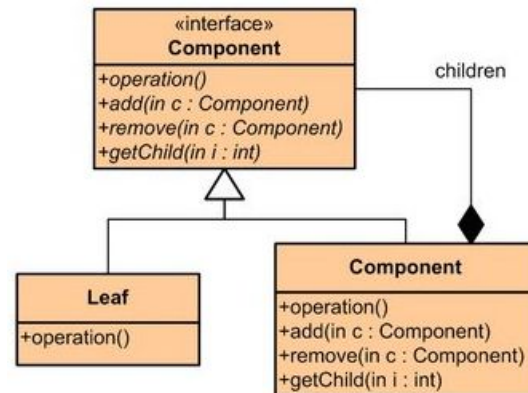 «interface»
Component
+operation()
+add(in c : Component)
+remove(in c : Component)
+getChild(in i : int)
children
Leaf
+operation()
Component
+operation()
+add(in c : Component)
+remove(in c : Component)
+getChild(in i : int)